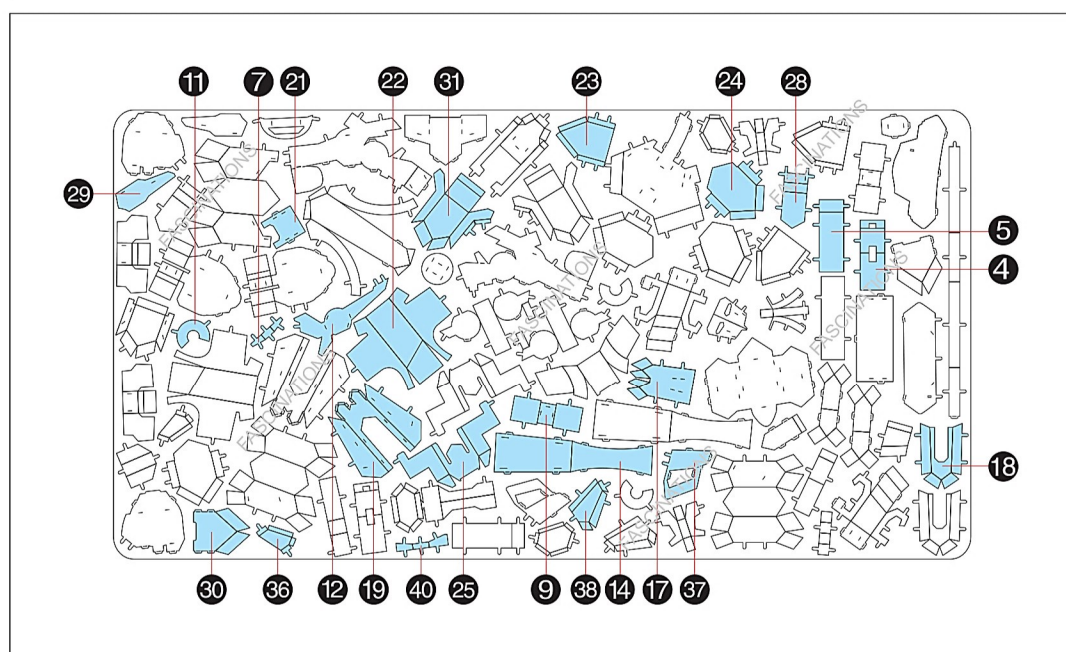 11 7 21 22 31 23 24 28
FASCINATIONS
FASCINATIONS
29
5
4
FASCINATIONS
FASCINATIONS
FASCINATIONS
FASCINATIONS
18
30 36 12 19 40 25 9 38 14 17 37